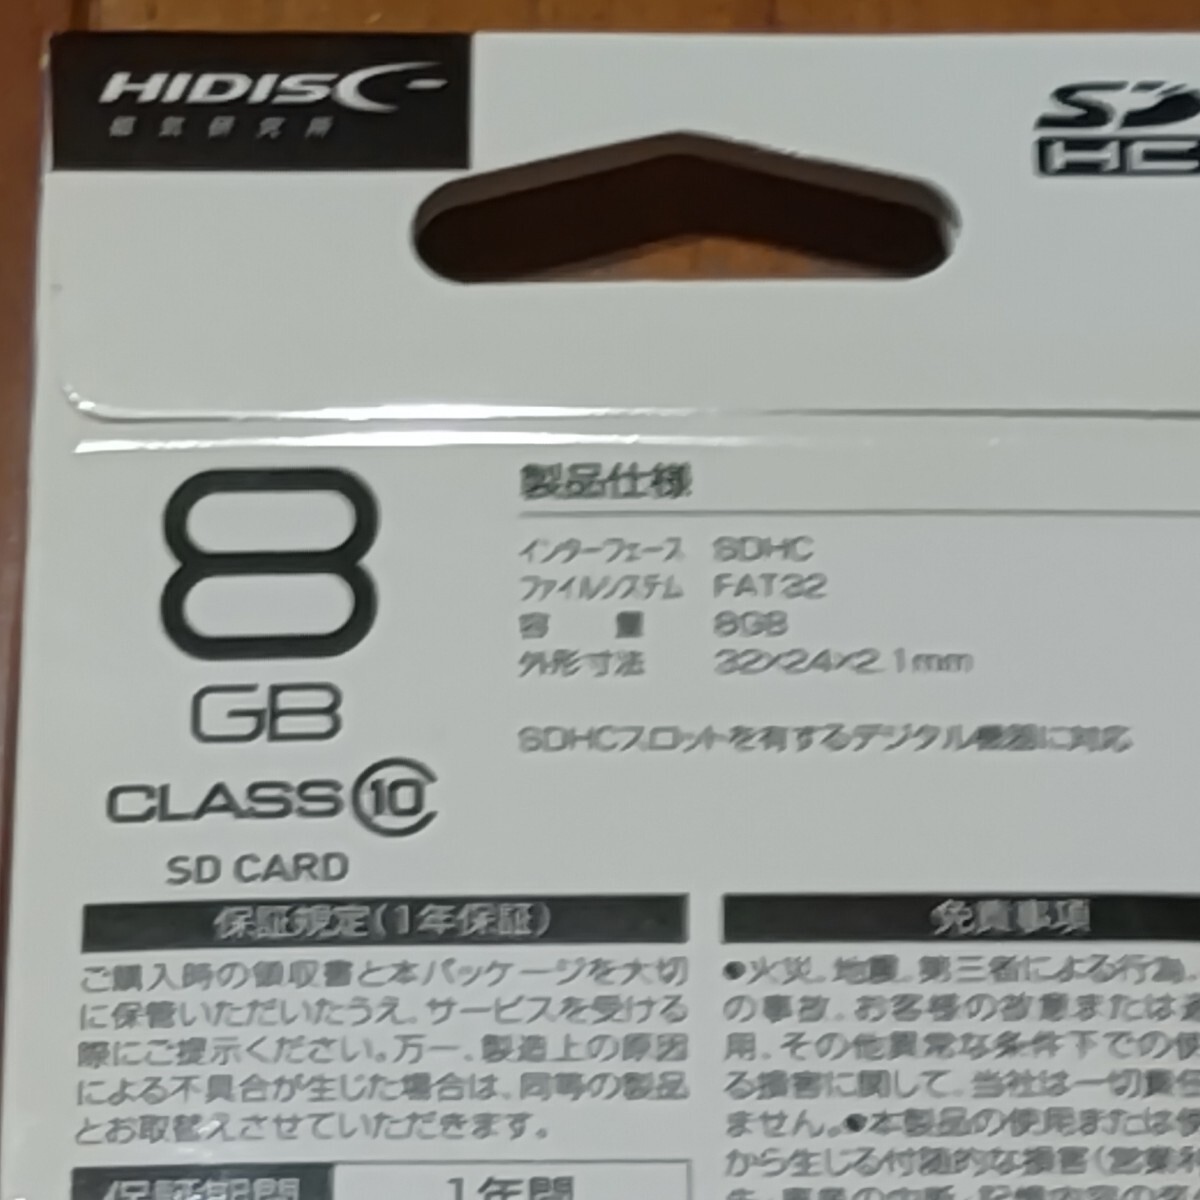 HIDISC
磁気研究所
SD
HC
8
GB
CLASS 10
SD CARD
製品仕様
インターフェース SDHC
ファイルシステム FAT32
容量 8GB
外形寸法 32×24×2.1mm
SDHCスロットを有するデジタル機器に対応
保証規定(1年保証)
ご購入時の領収書と本パッケージを大切
に保管いただいたうえ、サービスを受ける
際にご提示ください。万一、製造上の原因
による不具合が生じた場合は、同等の製品
とお取替えさせていただきます。
保証期間 1年間
免責事項
●火災、地震、第三者による行為、
の事故、お客様の故意または過
用、その他異常な条件下での使
る損害に関して、当社は一切責任
ません。●本製品の使用または使
から生じる付随的な損害(営業利